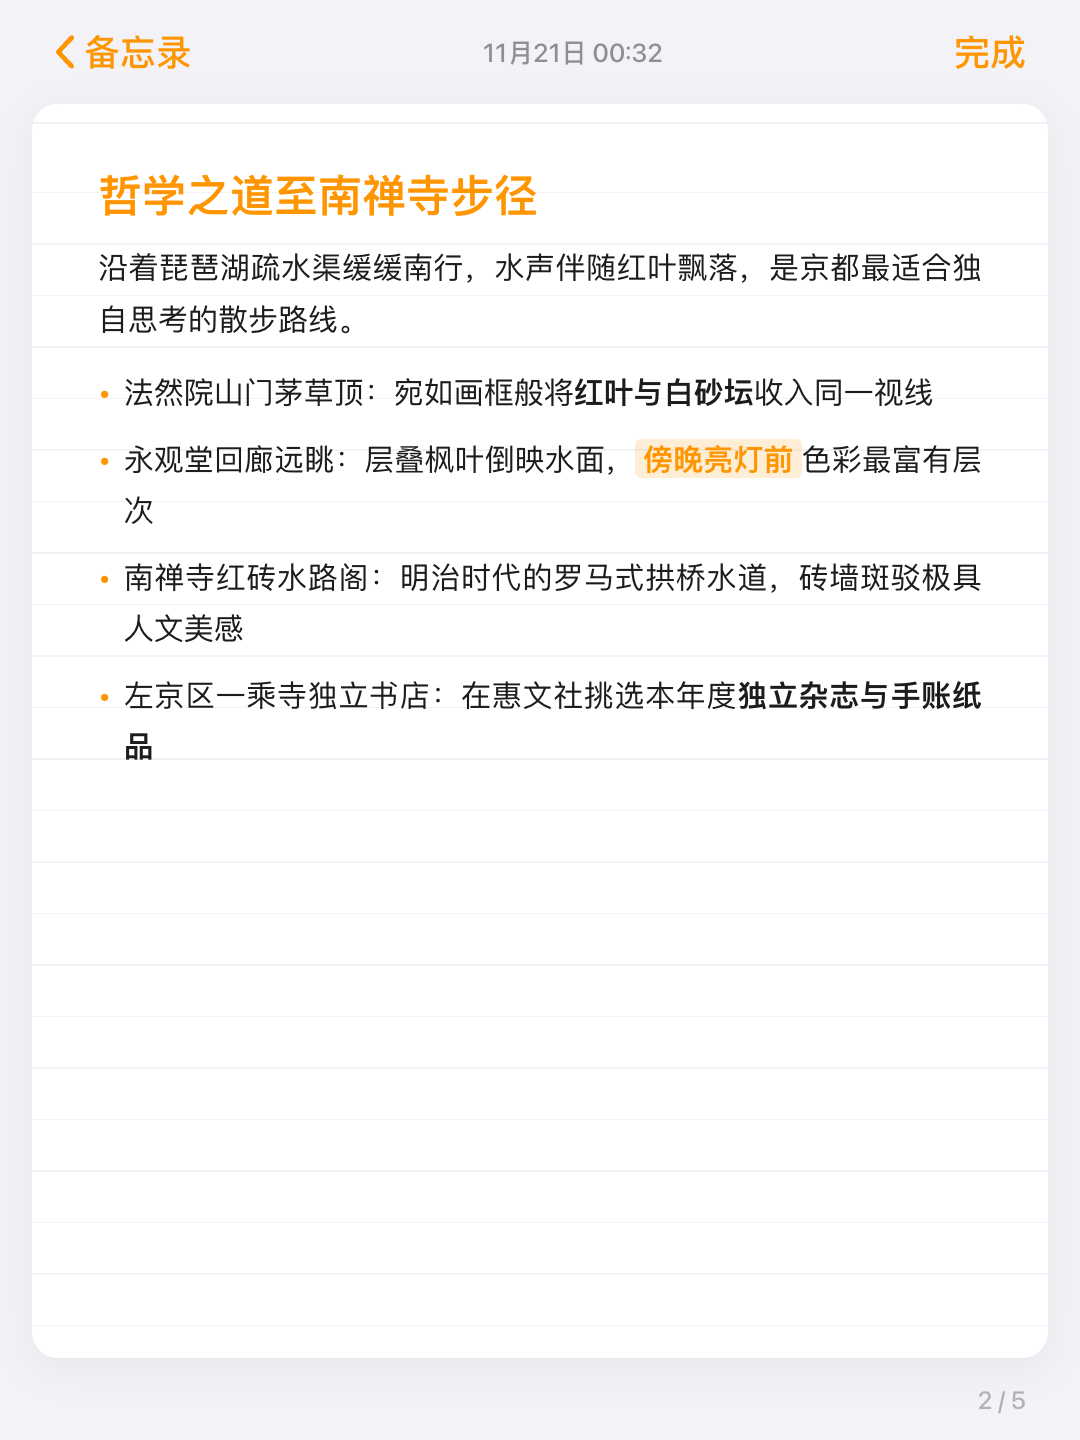 备忘录
11月21日 00:32
完成
哲学之道至南禅寺步径
沿着琵琶湖疏水渠缓缓南行，水声伴随红叶飘落，是京都最适合独
自思考的散步路线。
• 法然院山门茅草顶：宛如画框般将红叶与白砂坛收入同一视线
• 永观堂回廊远眺：层叠枫叶倒映水面，傍晚亮灯前色彩最富有层
次
• 南禅寺红砖水路阁：明治时代的罗马式拱桥水道，砖墙斑驳极具
人文美感
• 左京区一乘寺独立书店：在惠文社挑选本年度独立杂志与手账纸
品
2 / 5